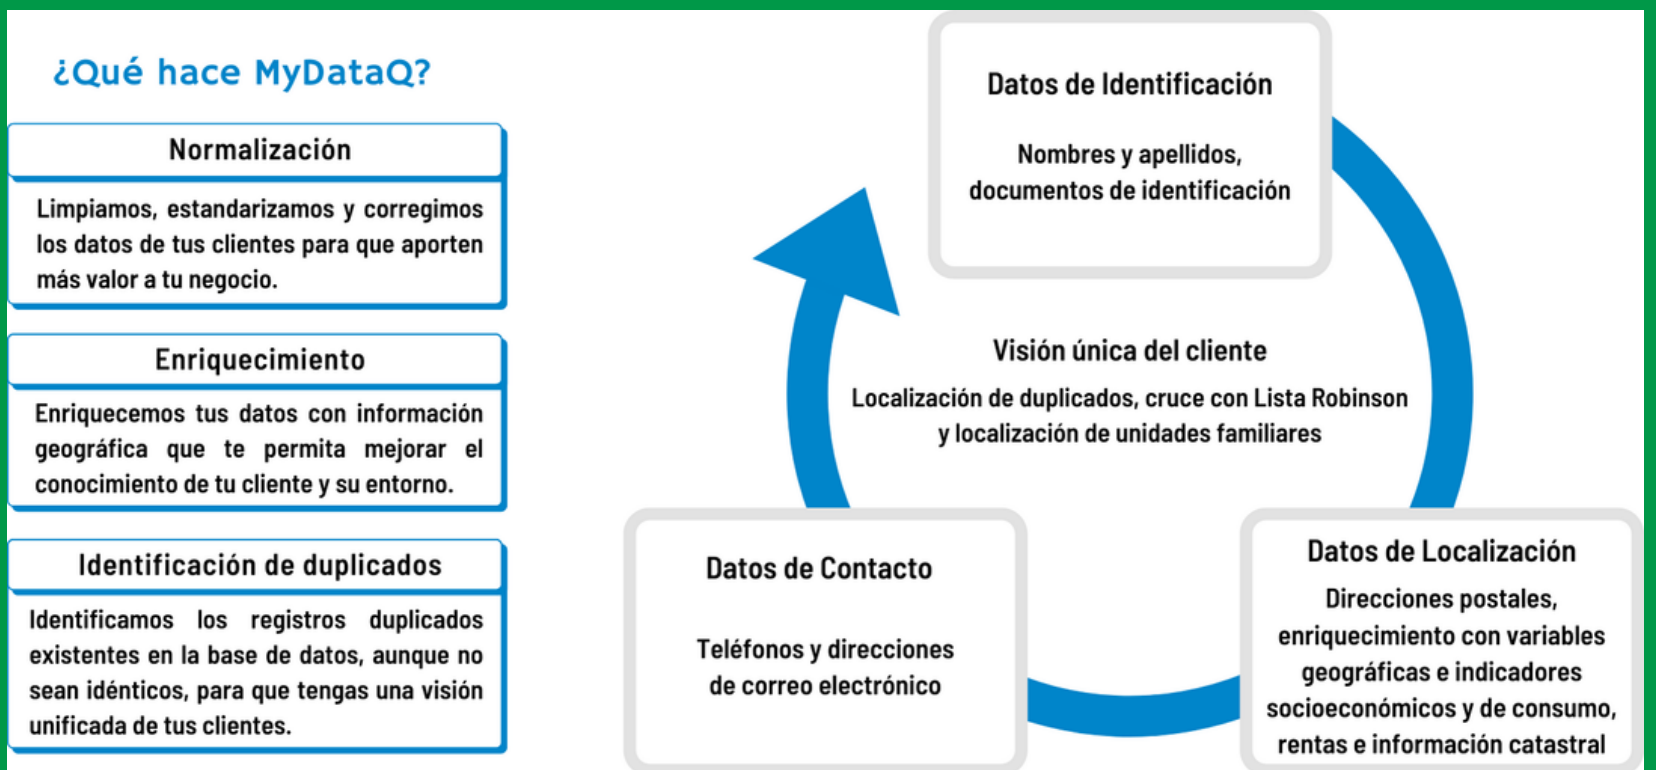 ¿Qué hace MyDataQ?
Normalización
Limpiamos, estandarizamos y corregimos
los datos de tus clientes para que aporten
más valor a tu negocio.
Enriquecimiento
Enriquecemos tus datos con información
geográfica que te permita mejorar el
conocimiento de tu cliente y su entorno.
Identificación de duplicados
Identificamos los registros duplicados
existentes en la base de datos, aunque no
sean idénticos, para que tengas una visión
unificada de tus clientes.
Datos de Identificación
Nombres y apellidos,
documentos de identificación
Visión única del cliente
Localización de duplicados, cruce con Lista Robinson
y localización de unidades familiares
Datos de Contacto
Teléfonos y direcciones
de correo electrónico
Datos de Localización
Direcciones postales,
enriquecimiento con variables
geográficas e indicadores
socioeconómicos y de consumo,
rentas e información catastral